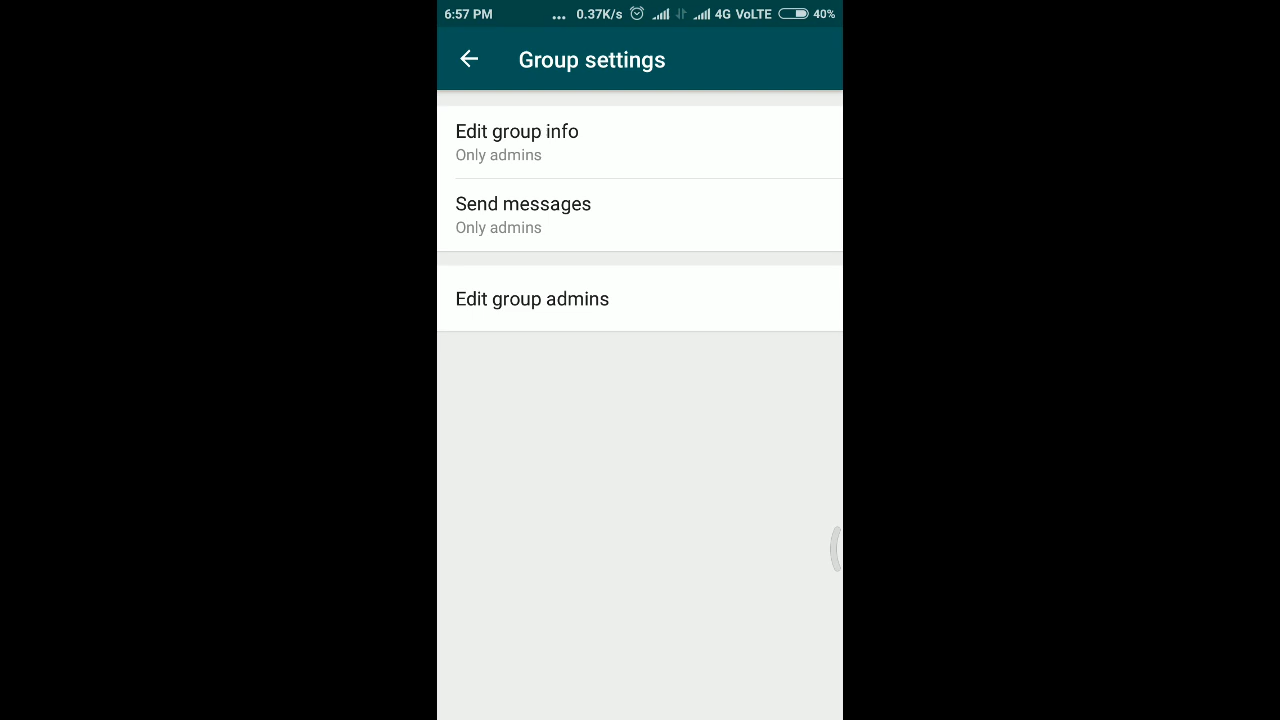 6:57 PM ... 0.37K/s 4G VoLTE 40%
Group settings
Edit group info
Only admins
Send messages
Only admins
Edit group admins